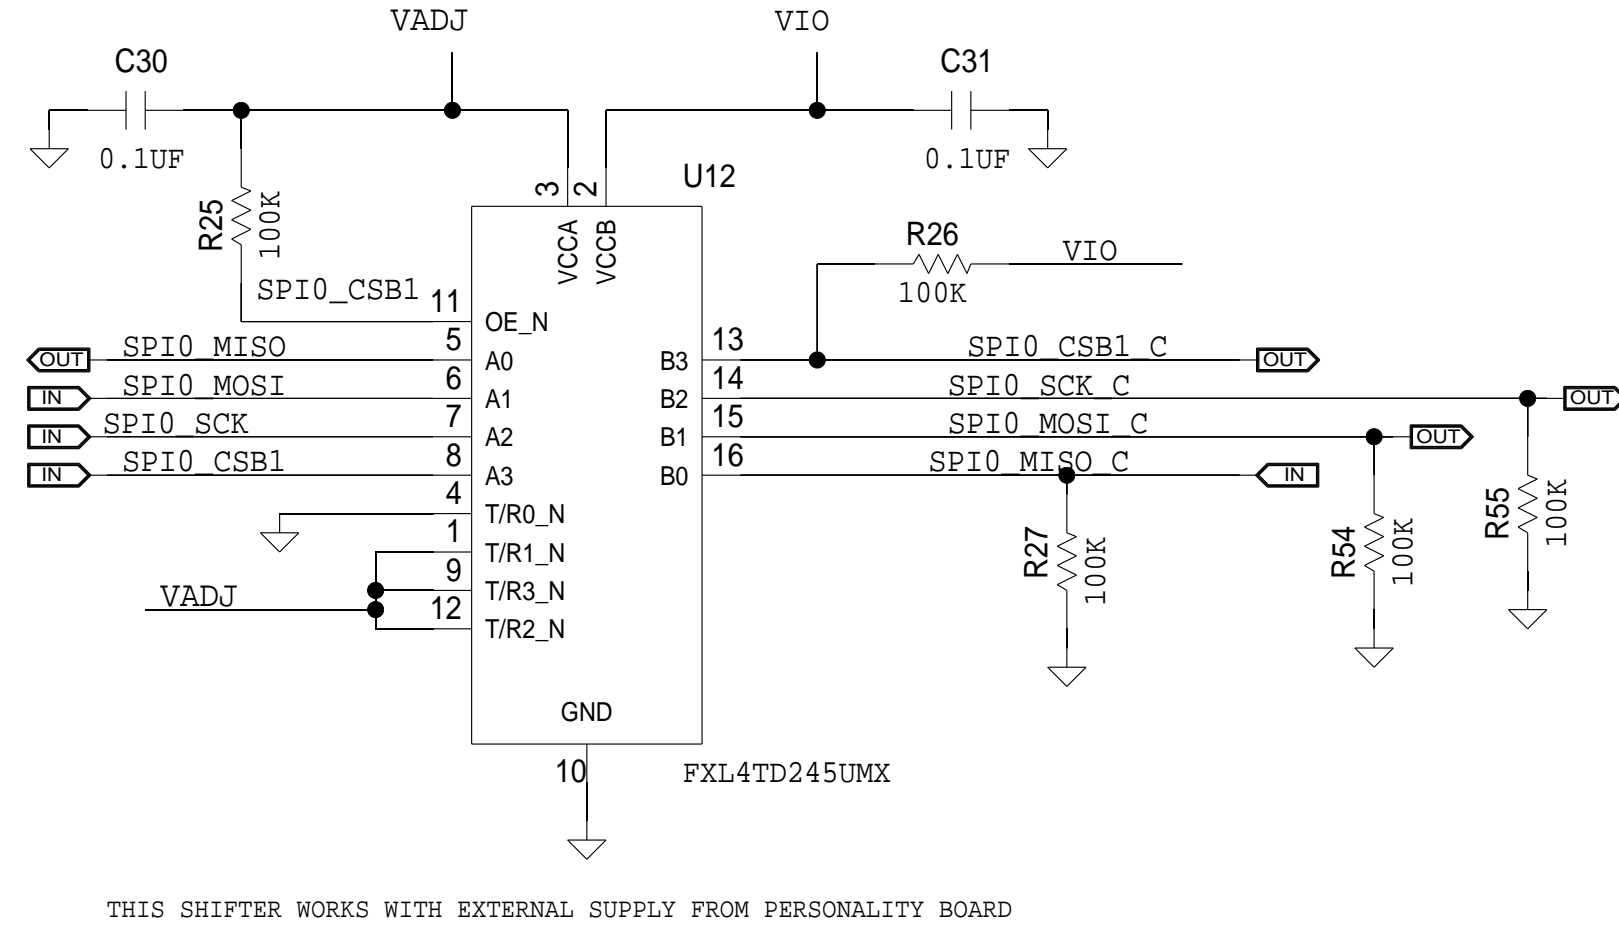 VADJ
VIO
C30
C31
0.1UF
0.1UF
U12
3
2
R25
100K
VCCA
VCCB
R26
VIO
100K
SPI0_CSB1
11
OE_N
OUT
SPI0_MISO
5
A0
13
B3
SPI0_CSB1_C
OUT
IN
SPI0_MOSI
6
A1
14
B2
SPI0_SCK_C
OUT
IN
SPI0_SCK
7
A2
15
B1
SPI0_MOSI_C
OUT
IN
SPI0_CSB1
8
A3
16
B0
SPI0_MISO_C
IN
4
T/R0_N
1
T/R1_N
9
T/R3_N
VADJ
12
T/R2_N
R27
100K
R54
100K
R55
100K
GND
10
FXL4TD245UMX
THIS SHIFTER WORKS WITH EXTERNAL SUPPLY FROM PERSONALITY BOARD